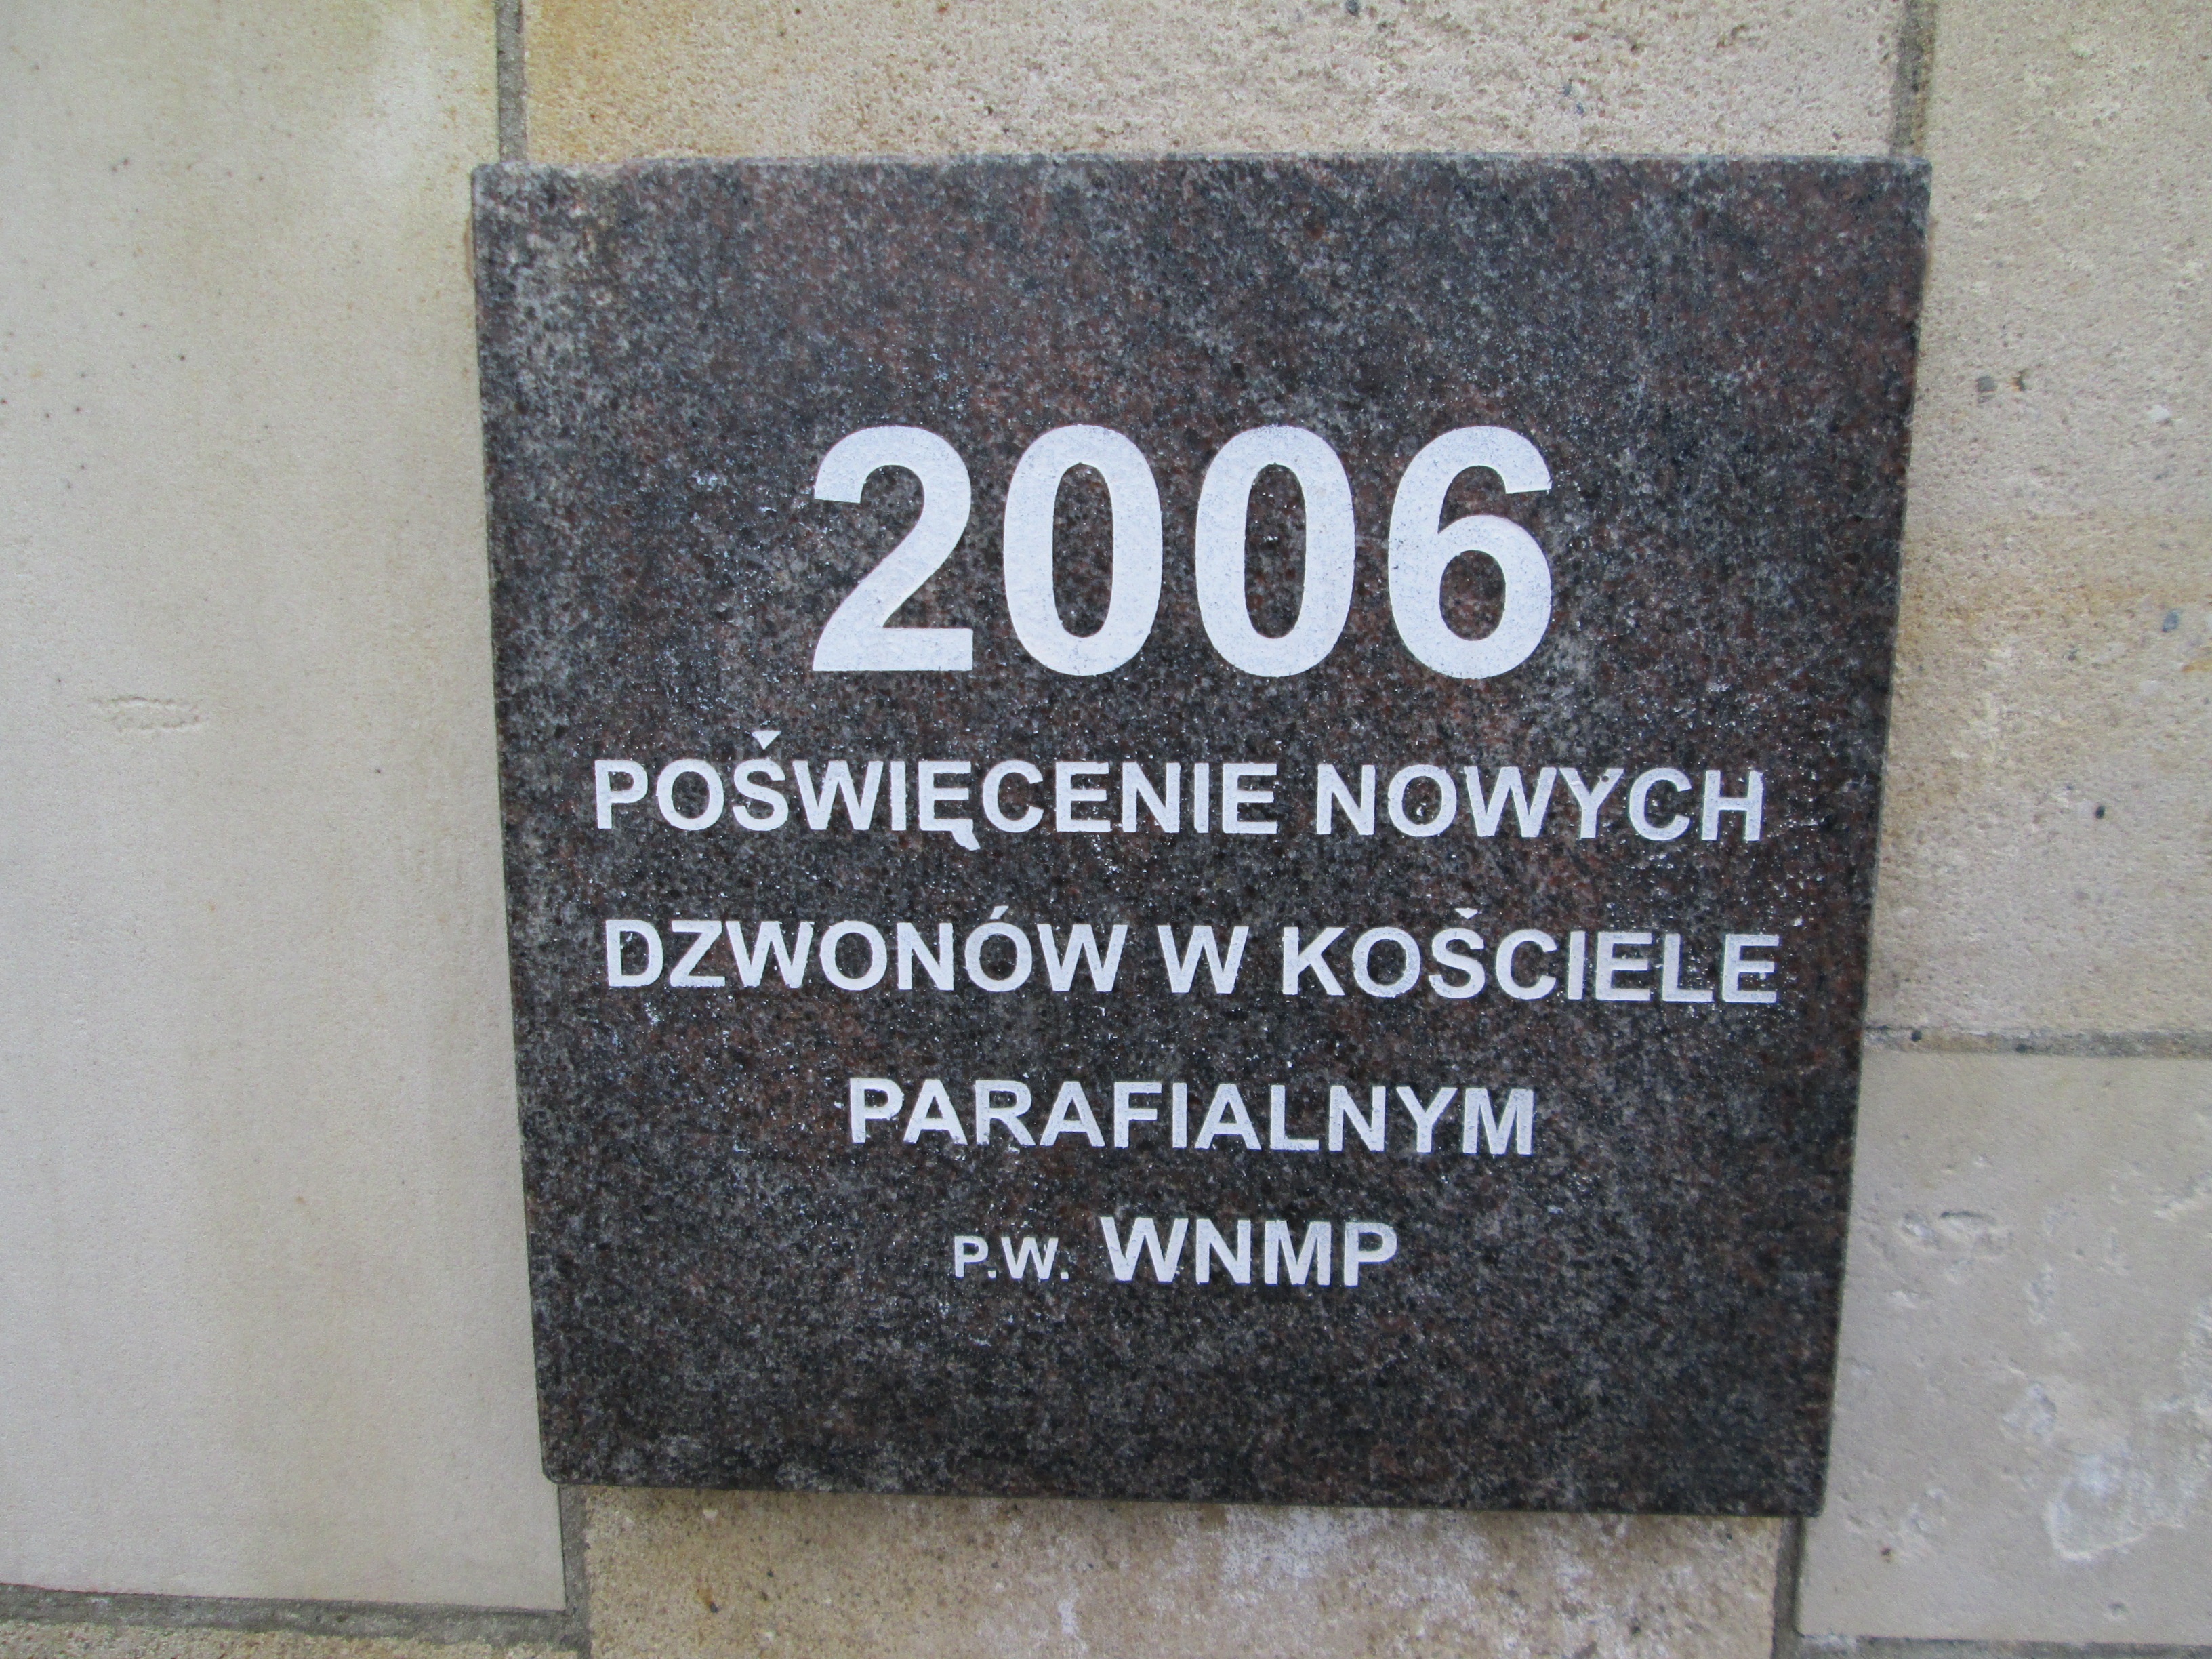 2006
POŚWIĘCENIE NOWYCH
DZWONÓW W KOŚCIELE
PARAFIALNYM
P.W. WNMP